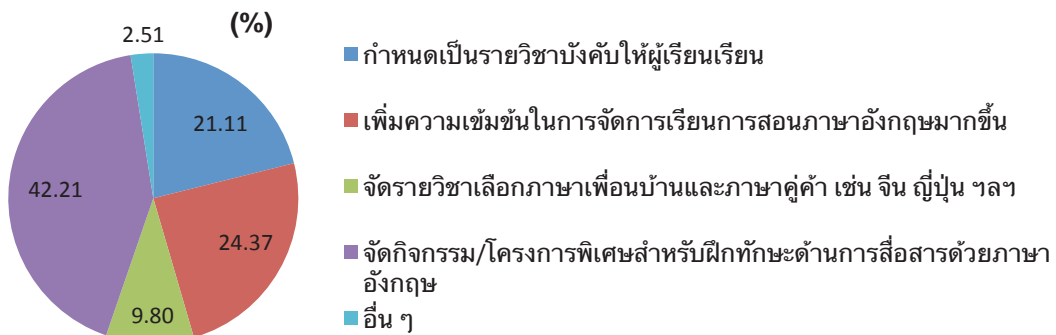 (%)
2.51
21.11
42.21
24.37
9.80
กำหนดเป็นรายวิชาบังคับให้ผู้เรียนเรียน
เพิ่มความเข้มข้นในการจัดการเรียนการสอนภาษาอังกฤษมากขึ้น
จัดรายวิชาเลือกภาษาเพื่อนบ้านและภาษาคู่ค้า เช่น จีน ญี่ปุ่น ฯลฯ
จัดกิจกรรม/โครงการพิเศษสำหรับฝึกทักษะด้านการสื่อสารด้วยภาษา
อังกฤษ
อื่น ๆ